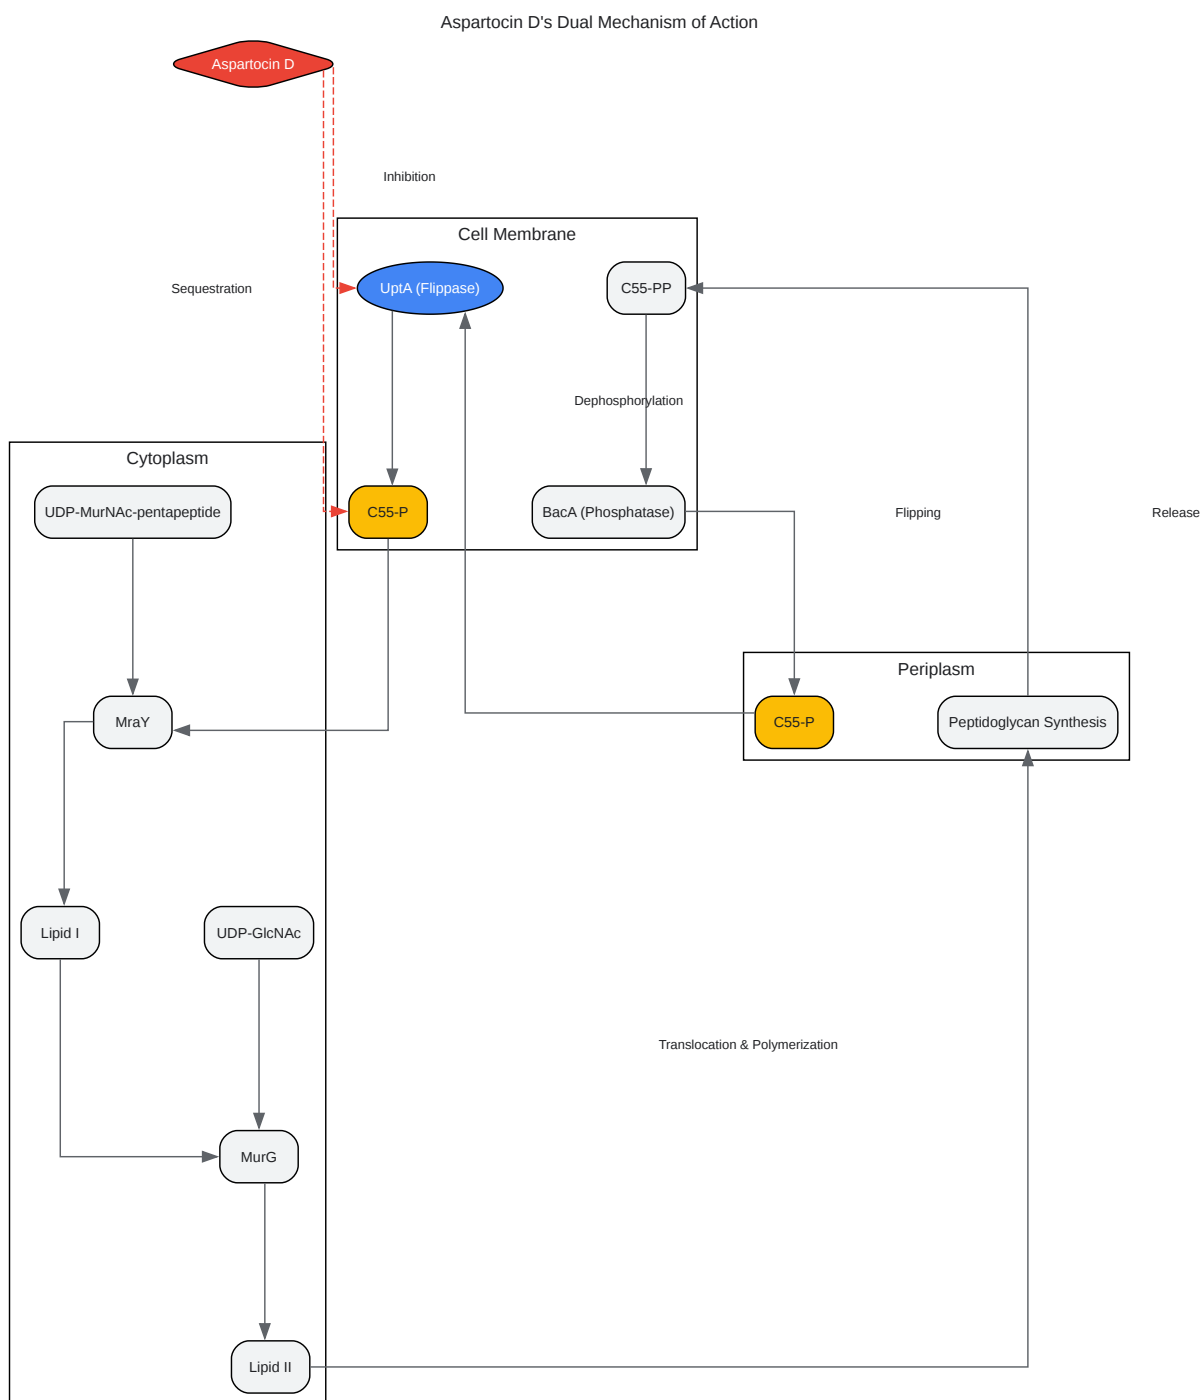 Aspartocin D's Dual Mechanism of Action
Aspartocin D
Inhibition
Cell Membrane
Sequestration
UptA (Flippase)
C55-PP
Dephosphorylation
Cytoplasm
UDP-MurNAc-pentapeptide
C55-P
BacA (Phosphatase)
Flipping
Release
Periplasm
MraY
C55-P
Peptidoglycan Synthesis
Lipid I
UDP-GlcNAc
Translocation & Polymerization
MurG
Lipid II